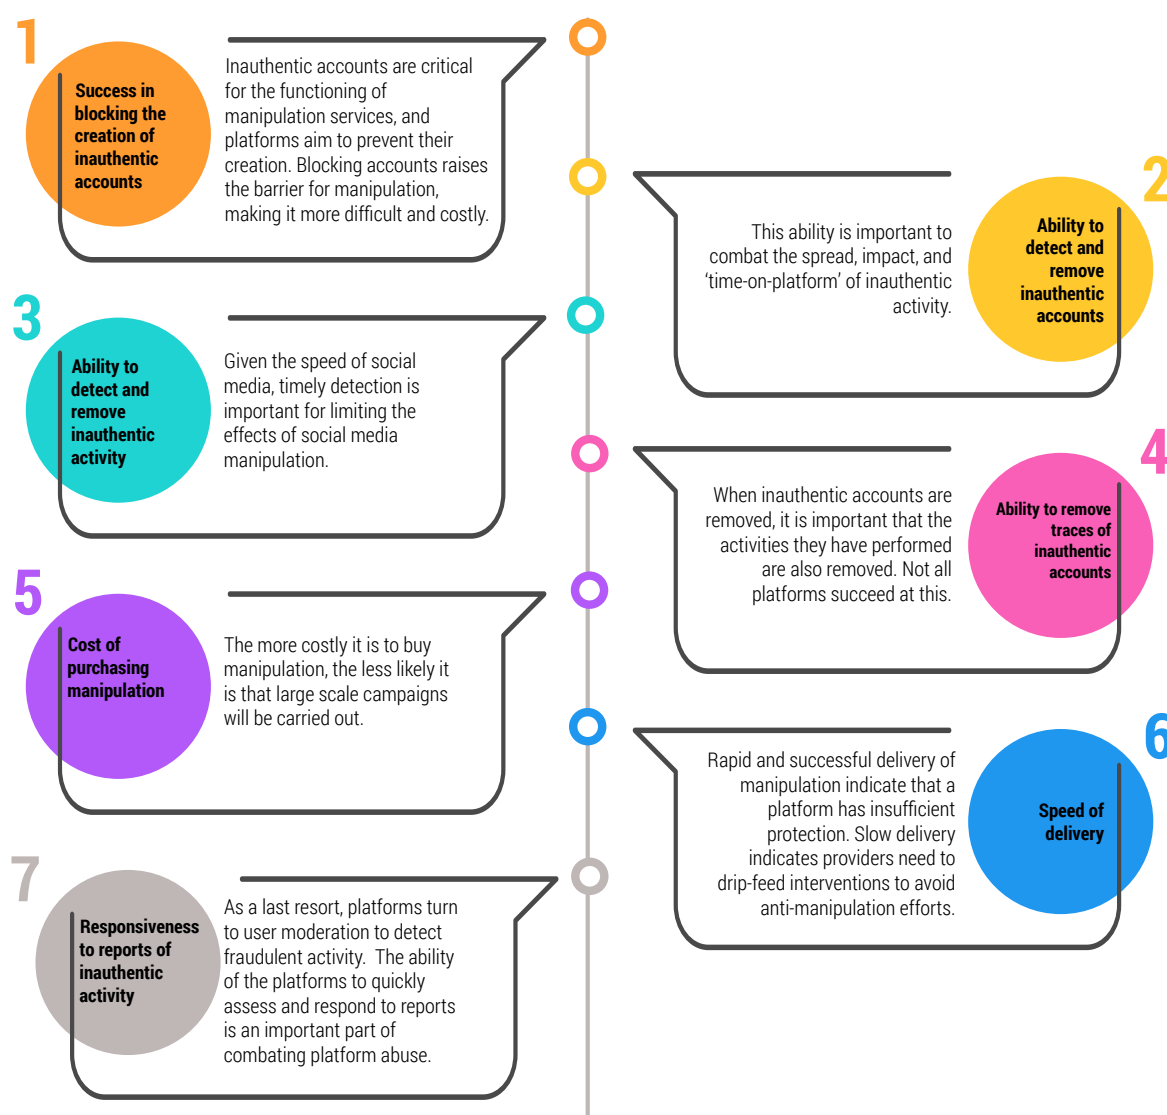 1
Success in
blocking the
creation of
inauthentic
accounts
Inauthentic accounts are critical
for the functioning of
manipulation services, and
platforms aim to prevent their
creation. Blocking accounts raises
the barrier for manipulation,
making it more difficult and costly.
2
Ability to
detect and
remove
inauthentic
accounts
This ability is important to
combat the spread, impact, and
‘time-on-platform’ of inauthentic
activity.
3
Ability to
detect and
remove
inauthentic
activity
Given the speed of social
media, timely detection is
important for limiting the
effects of social media
manipulation.
4
Ability to remove
traces of
inauthentic
accounts
When inauthentic accounts are
removed, it is important that the
activities they have performed
are also removed. Not all
platforms succeed at this.
5
Cost of
purchasing
manipulation
The more costly it is to buy
manipulation, the less likely it
is that large scale campaigns
will be carried out.
6
Speed of
delivery
Rapid and successful delivery of
manipulation indicate that a
platform has insufficient
protection. Slow delivery
indicates providers need to
drip-feed interventions to avoid
anti-manipulation efforts.
7
Responsiveness
to reports of
inauthentic
activity
As a last resort, platforms turn
to user moderation to detect
fraudulent activity.  The ability
of the platforms to quickly
assess and respond to reports
is an important part of
combating platform abuse.